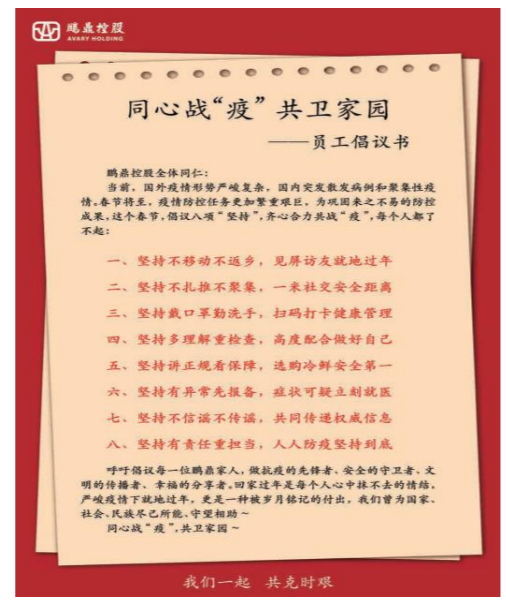 鹏鼎控股
AVARY HOLDING
同心战“疫” 共卫家园
——员工倡议书
鹏鼎控股全体同仁：
当前，国外疫情形势严峻复杂，国内突发散发病例和聚集性疫
情。春节将至，疫情防控任务更加繁重艰巨。为巩固来之不易的防控
成果，这个春节，倡议八项“坚持”，齐心合力共战“疫”，每个人都了
不起：
一、坚持不移动不返乡，见屏访友就地过年
二、坚持不扎推不聚集，一米社交安全距离
三、坚持戴口罩勤洗手，扫码打卡健康管理
四、坚持多理解重检查，高度配合做好自己
五、坚持讲正规看保障，选购冷鲜安全第一
六、坚持有异常先报备，症状可疑立刻就医
七、坚持不信谣不传谣，共同传递权威信息
八、坚持有责任重担当，人人防疫坚持到底
呼吁倡议每一位鹏鼎家人，做抗疫的先锋者、安全的守卫者、文
明的传播者、幸福的分享者。回家过年是每个人心中抹不去的情结。
严峻疫情下就地过年，更是一种被岁月铭记的付出，我们曾为国家、
社会、民族尽己所能、守望相助～
同心战“疫”，共卫家园～
我们一起 共克时艰